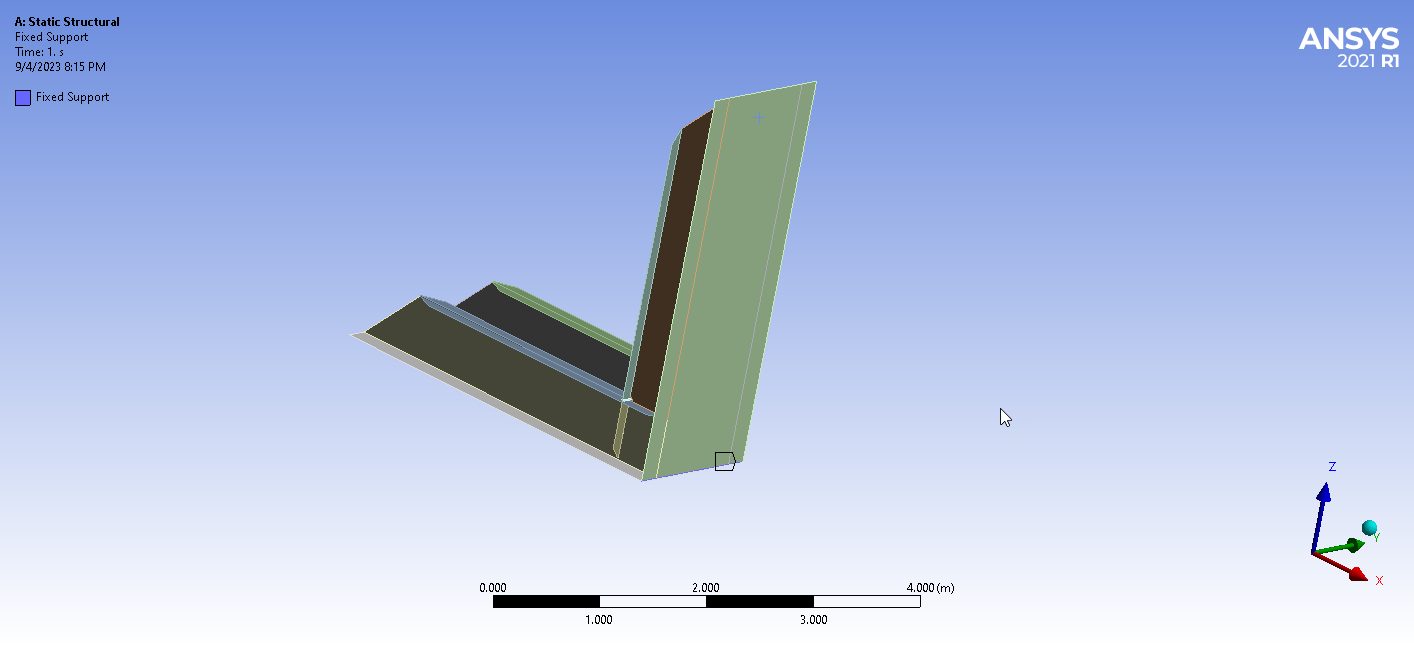 A: Static Structural
Fixed Support
Time: 1. s
9/4/2023 8:15 PM
Fixed Support
ANSYS
2021 R1
Z
Y
X
0.000 2.000 4.000 (m)
1.000 3.000